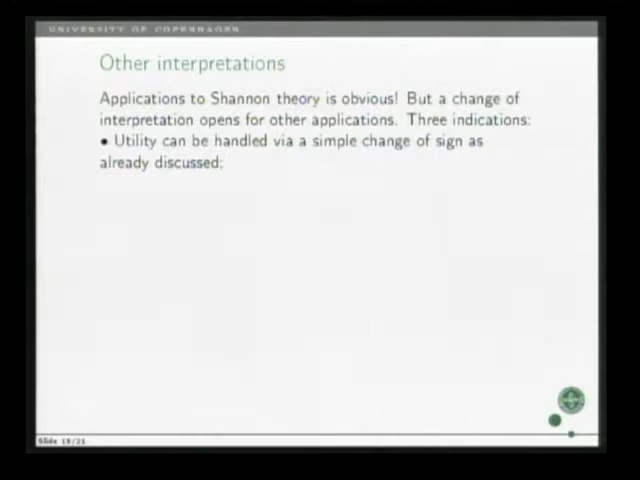 UNIVERSITY OF COPENHAGEN
Other interpretations
Applications to Shannon theory is obvious! But a change of
interpretation opens for other applications. Three indications:
• Utility can be handled via a simple change of sign as
already discussed;